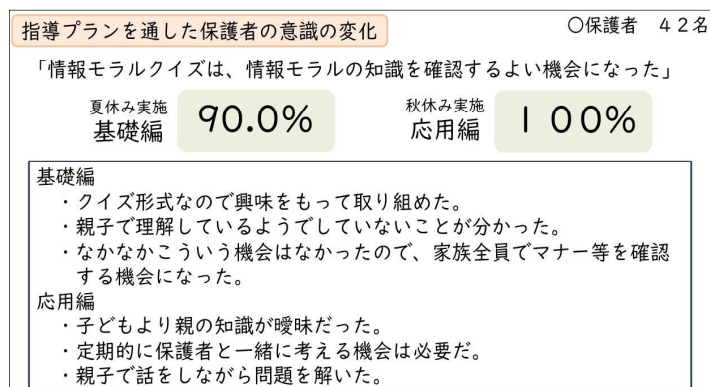 指導プランを通した保護者の意識の変化
〇保護者 42名
「情報モラルクイズは、情報モラルの知識を確認するよい機会になった」
夏休み実施
基礎編
90.0%
秋休み実施
応用編
100%
基礎編
・クイズ形式なので興味をもって取り組めた。
・親子で理解しているようでしていないことが分かった。
・なかなかこういう機会はなかったので、家族全員でマナー等を確認
する機会になった。
応用編
・子どもより親の知識が曖昧だった。
・定期的に保護者と一緒に考える機会は必要だ。
・親子で話をしながら問題を解いた。